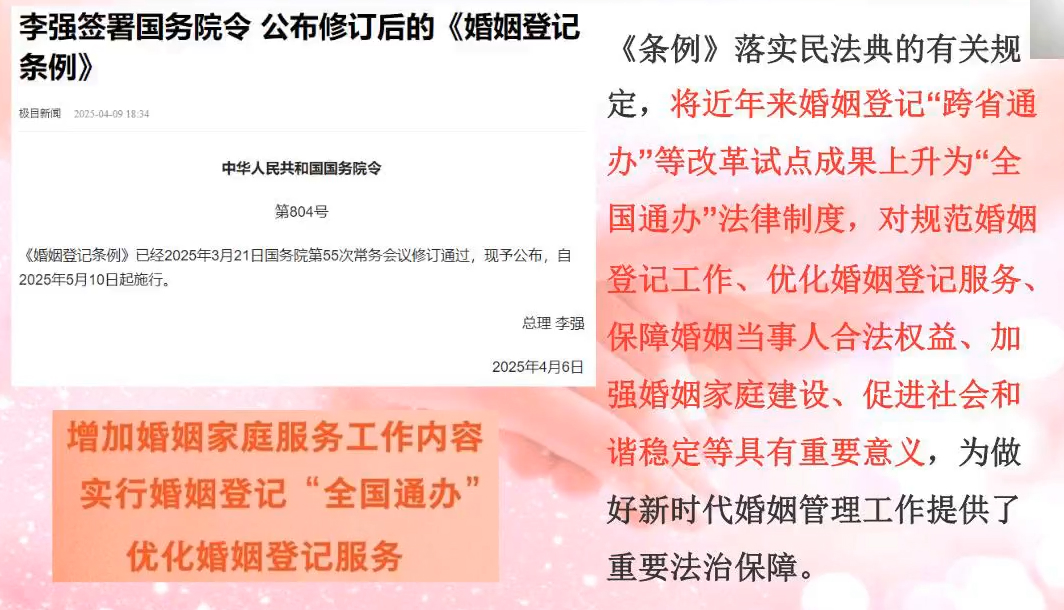 李强签署国务院令 公布修订后的《婚姻登记
条例》
极目新闻 2025-04-09 18:34
中华人民共和国国务院令
第804号
《婚姻登记条例》已经2025年3月21日国务院第55次常务会议修订通过，现予公布，自
2025年5月10日起施行。
总理 李强
2025年4月6日
增加婚姻家庭服务工作内容
实行婚姻登记“全国通办”
优化婚姻登记服务
《条例》落实民法典的有关规
定，将近年来婚姻登记“跨省通
办”等改革试点成果上升为“全
国通办”法律制度，对规范婚姻
登记工作、优化婚姻登记服务、
保障婚姻当事人合法权益、加
强婚姻家庭建设、促进社会和
谐稳定等具有重要意义，为做
好新时代婚姻管理工作提供了
重要法治保障。